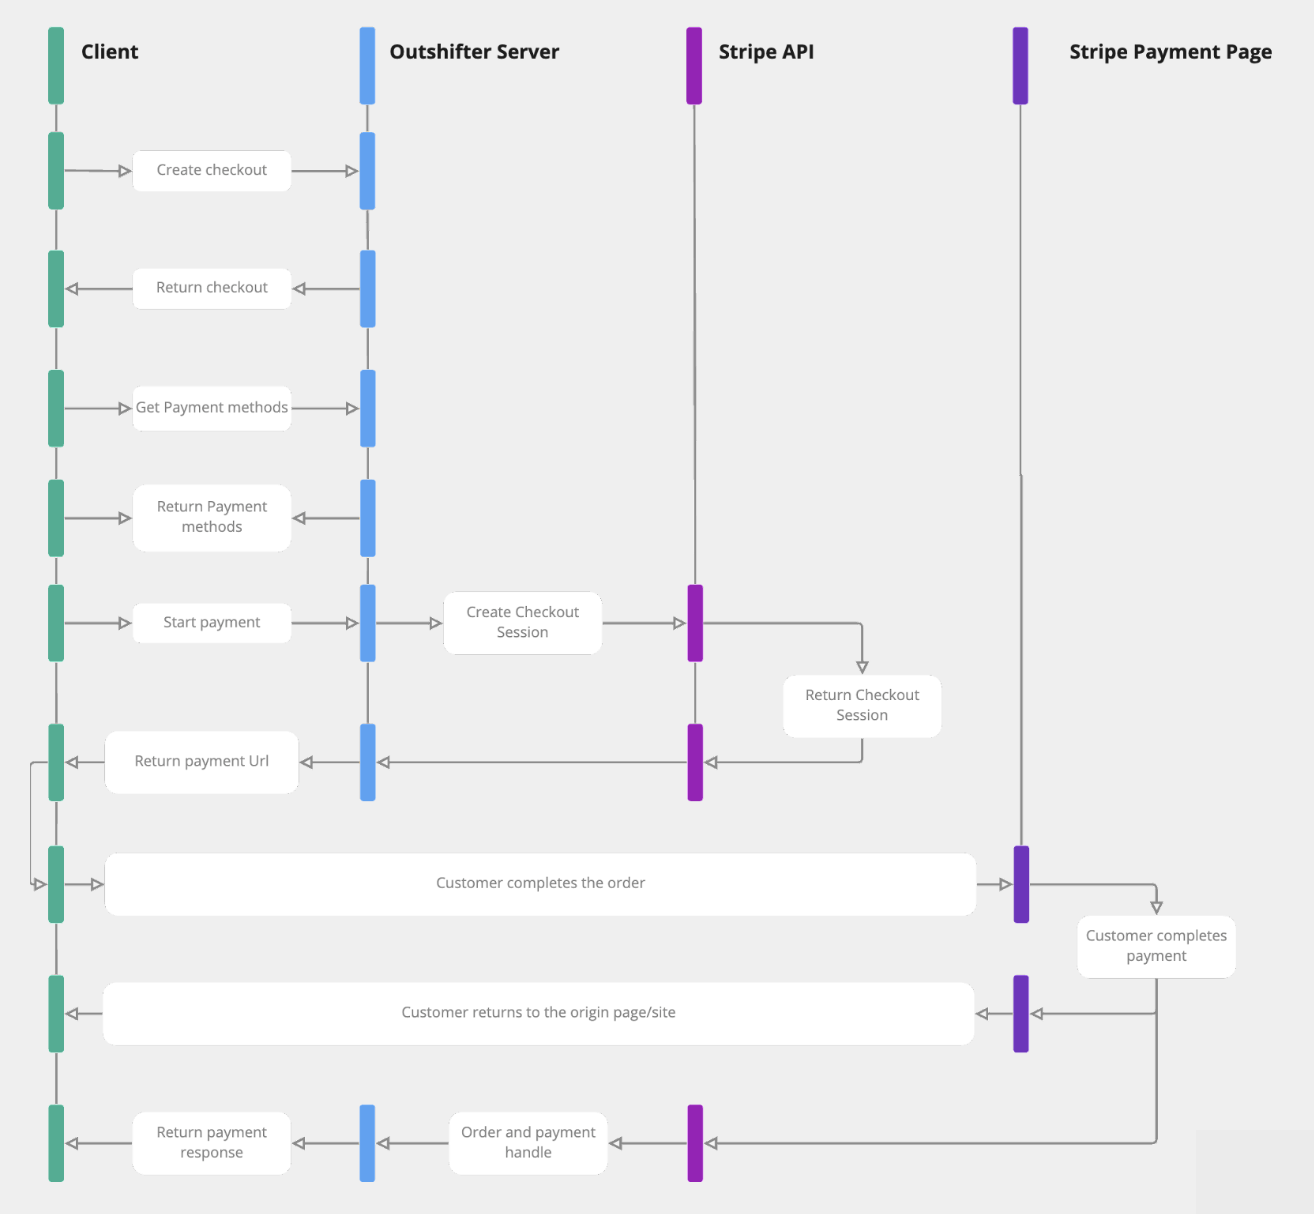 Client
Outshifter Server
Stripe API
Stripe Payment Page
Create checkout
Return checkout
Get Payment methods
Return Payment
methods
Start payment
Create Checkout
Session
Return Checkout
Session
Return payment Url
Customer completes the order
Customer completes
payment
Customer returns to the origin page/site
Return payment
response
Order and payment
handle